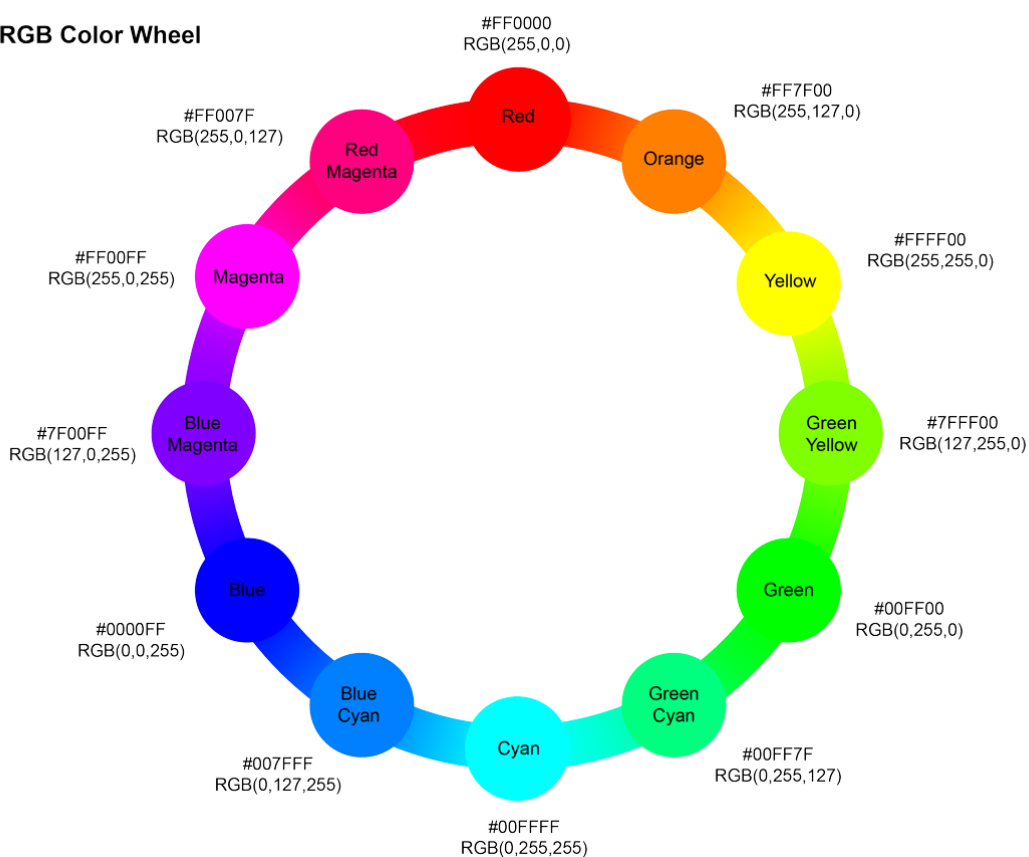 RGB Color Wheel
#FF0000
RGB(255,0,0)
Red
#FF7F00
RGB(255,127,0)
Orange
#FFFF00
RGB(255,255,0)
Yellow
#7FFF00
RGB(127,255,0)
Green
Yellow
#00FF00
RGB(0,255,0)
Green
#00FF7F
RGB(0,255,127)
Green
Cyan
#00FFFF
RGB(0,255,255)
Cyan
#007FFF
RGB(0,127,255)
Blue
Cyan
#0000FF
RGB(0,0,255)
Blue
#7F00FF
RGB(127,0,255)
Blue
Magenta
#FF00FF
RGB(255,0,255)
Magenta
#FF007F
RGB(255,0,127)
Red
Magenta